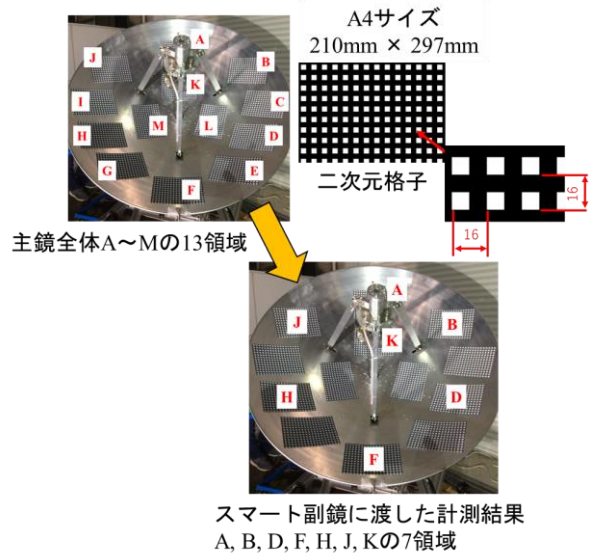 A4サイズ
210mm × 297mm
A
J
B
K
I
C
M
L
H
D
G
E
F
二次元格子
16
16
主鏡全体A～Mの13領域
A
J
B
K
H
D
F
スマート副鏡に渡した計測結果
A, B, D, F, H, J, Kの7領域